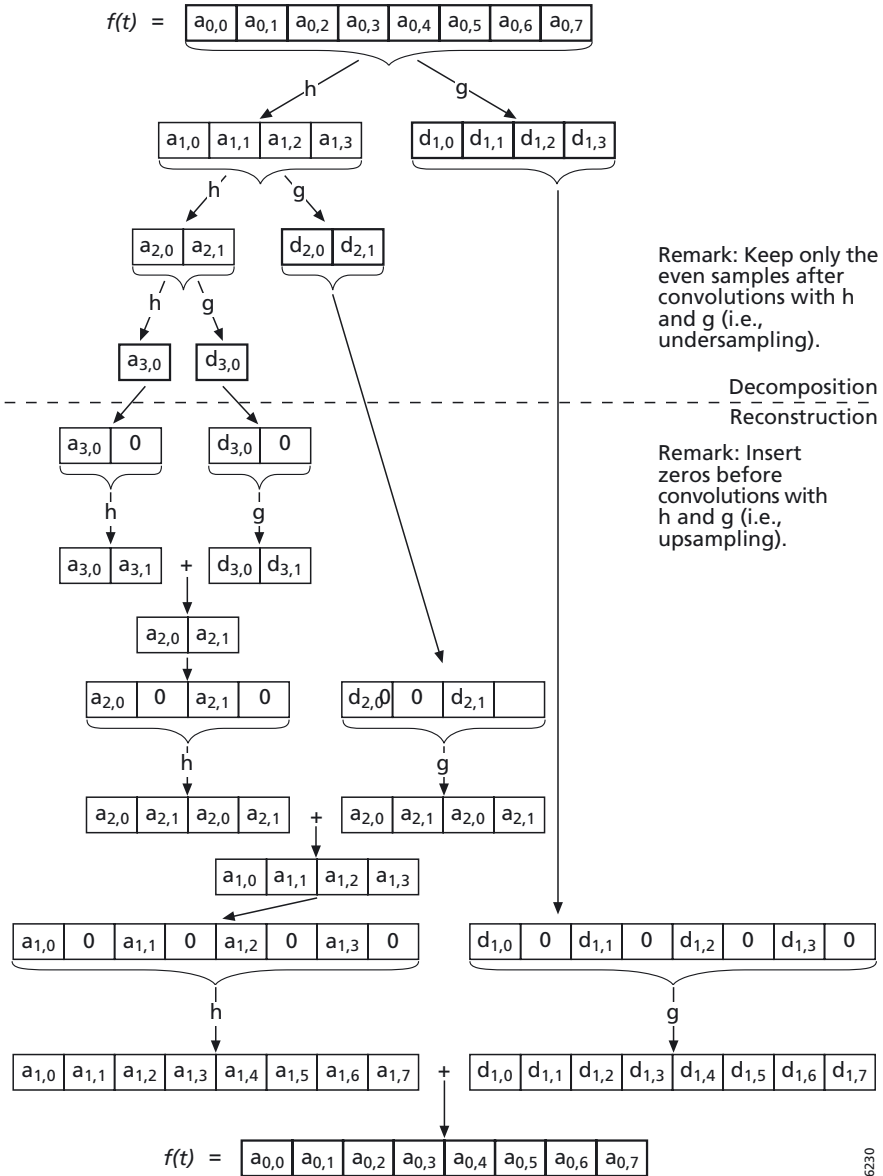 f(t) = a0,0 a0,1 a0,2 a0,3 a0,4 a0,5 a0,6 a0,7
h g
a1,0 a1,1 a1,2 a1,3 d1,0 d1,1 d1,2 d1,3
h g
a2,0 a2,1 d2,0 d2,1
Remark: Keep only the
even samples after
convolutions with h
and g (i.e.,
undersampling).
h g
a3,0 d3,0
Decomposition
Reconstruction
a3,0 0 d3,0 0
Remark: Insert
zeros before
convolutions with
h and g (i.e.,
upsampling).
h g
a3,0 a3,1 + d3,0 d3,1
a2,0 a2,1
a2,0 0 a2,1 0 d2,0 0 0 d2,1
h g
a2,0 a2,1 a2,0 a2,1 + a2,0 a2,1 a2,0 a2,1
a1,0 a1,1 a1,2 a1,3
a1,0 0 a1,1 0 a1,2 0 a1,3 0 d1,0 0 d1,1 0 d1,2 0 d1,3 0
h g
a1,0 a1,1 a1,2 a1,3 a1,4 a1,5 a1,6 a1,7 + d1,0 d1,1 d1,2 d1,3 d1,4 d1,5 d1,6 d1,7
f(t) = a0,0 a0,1 a0,2 a0,3 a0,4 a0,5 a0,6 a0,7
6230